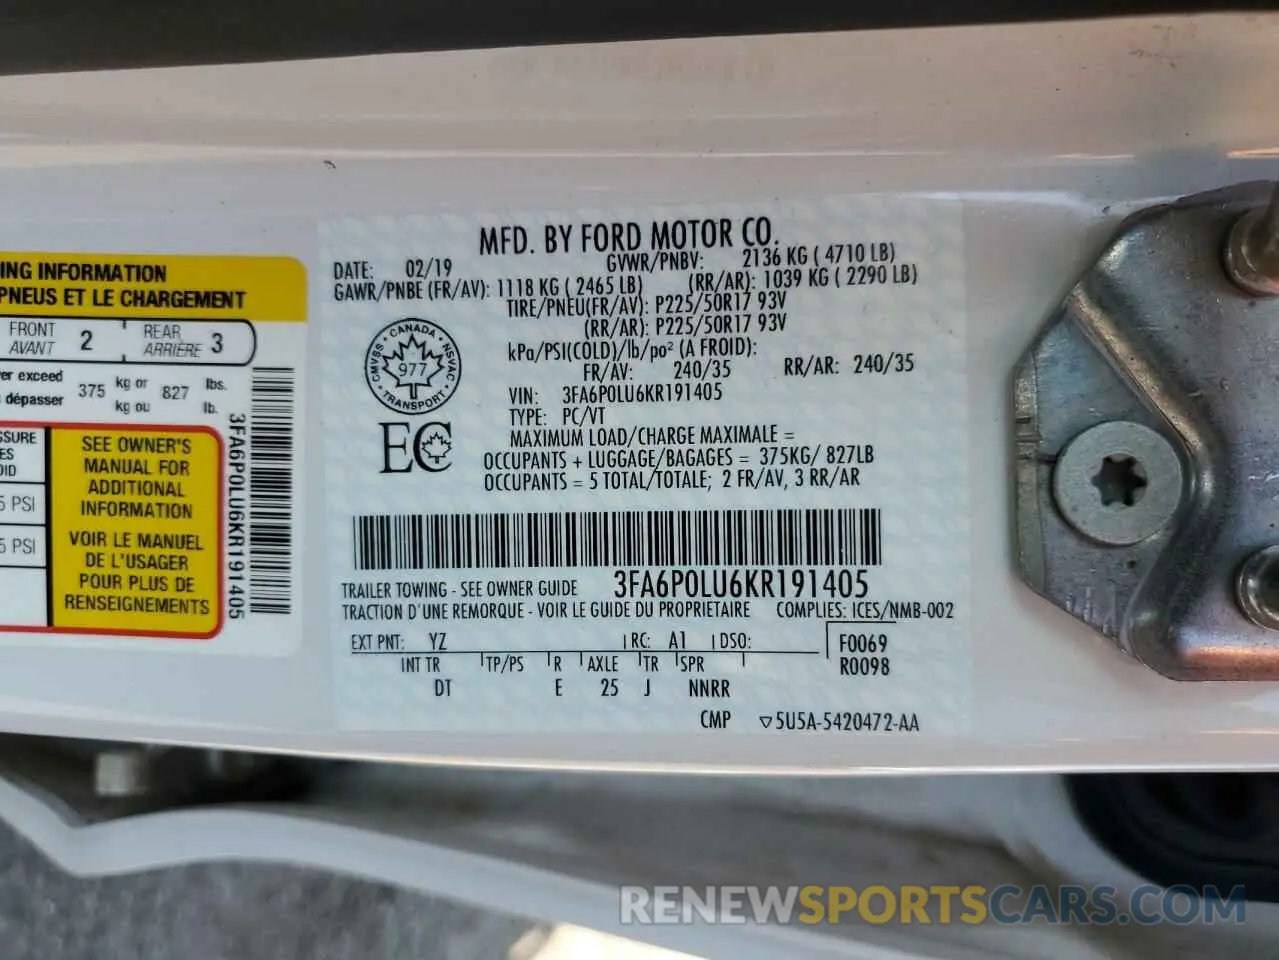 ING INFORMATION
PNEUS ET LE CHARGEMENT
FRONT
AVANT 2
REAR
ARRIÈRE 3
ver exceed 375 kg or 827 lbs.
dépasser kg ou lb.
SSURE
ES
OID
5 PSI
5 PSI
SEE OWNER'S
MANUAL FOR
ADDITIONAL
INFORMATION
VOIR LE MANUEL
DE L'USAGER
POUR PLUS DE
RENSEIGNEMENTS
3FA6P0LU6KR191405
MFD. BY FORD MOTOR CO.
DATE: 02/19 GVWR/PNBV: 2136 KG ( 4710 LB)
GAWR/PNBE (FR/AV): 1118 KG ( 2465 LB) (RR/AR): 1039 KG ( 2290 LB)
TIRE/PNEU(FR/AV): P225/50R17 93V
(RR/AR): P225/50R17 93V
kPa/PSI(COLD)/lb/po² (A FROID):
FR/AV: 240/35 RR/AR: 240/35
VIN: 3FA6P0LU6KR191405
TYPE: PC/VT
MAXIMUM LOAD/CHARGE MAXIMALE =
OCCUPANTS + LUGGAGE/BAGAGES = 375KG/ 827LB
OCCUPANTS = 5 TOTAL/TOTALE; 2 FR/AV, 3 RR/AR
CANADA
CMVSS
NSVAC
977
TRANSPORT
EC
TRAILER TOWING - SEE OWNER GUIDE 3FA6P0LU6KR191405
TRACTION D'UNE REMORQUE - VOIR LE GUIDE DU PROPRIETAIRE COMPLIES: ICES/NMB-002
EXT PNT: YZ RC: A1 DSO: F0069
INT TR TP/PS R AXLE TR SPR R0098
DT E 25 J NNRR
CMP ▽5U5A-5420472-AA
RENEWSPORTSCARS.COM